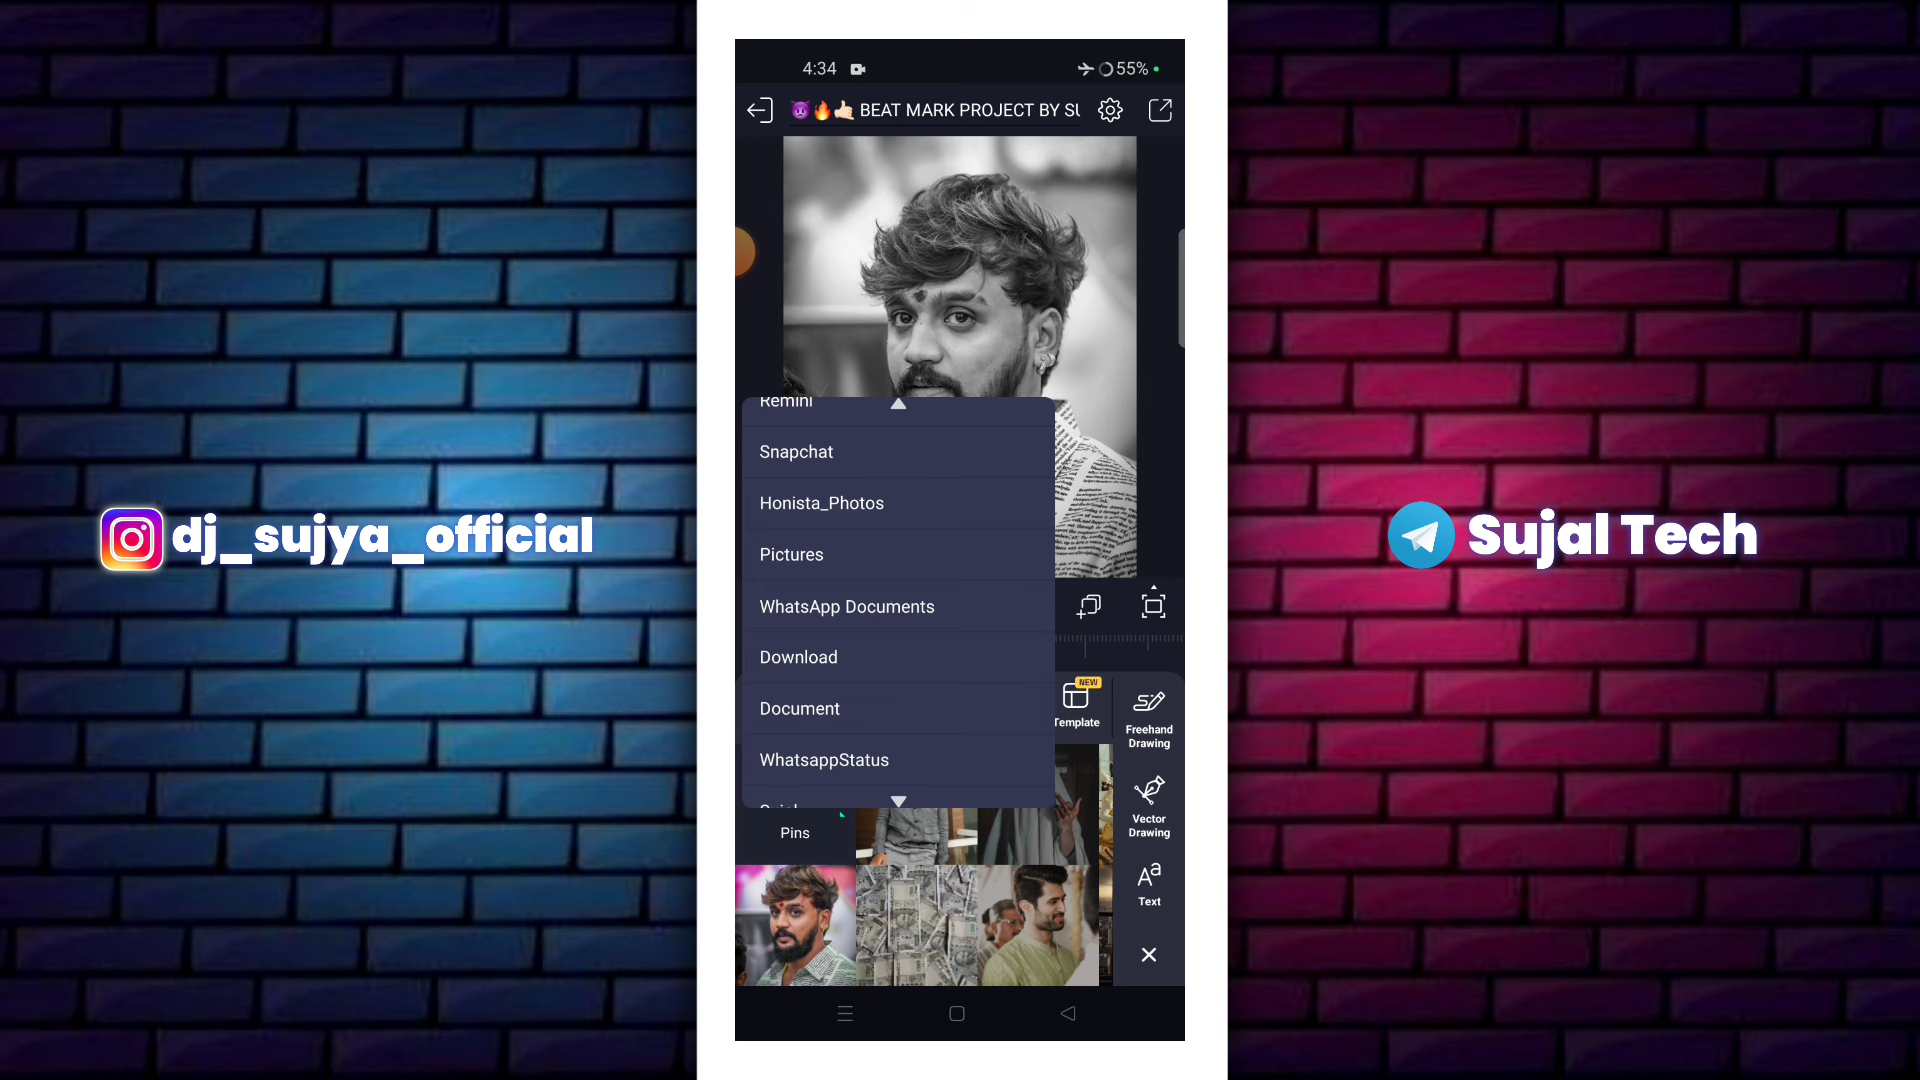 4:34
55%
😈🔥🤙🏻 BEAT MARK PROJECT BY SU
Remini
Snapchat
Honista_Photos
Pictures
WhatsApp Documents
Download
Document
WhatsappStatus
Pins
NEW
Template
Freehand
Drawing
Vector
Drawing
Aa
Text
dj_sujya_official
Sujal Tech